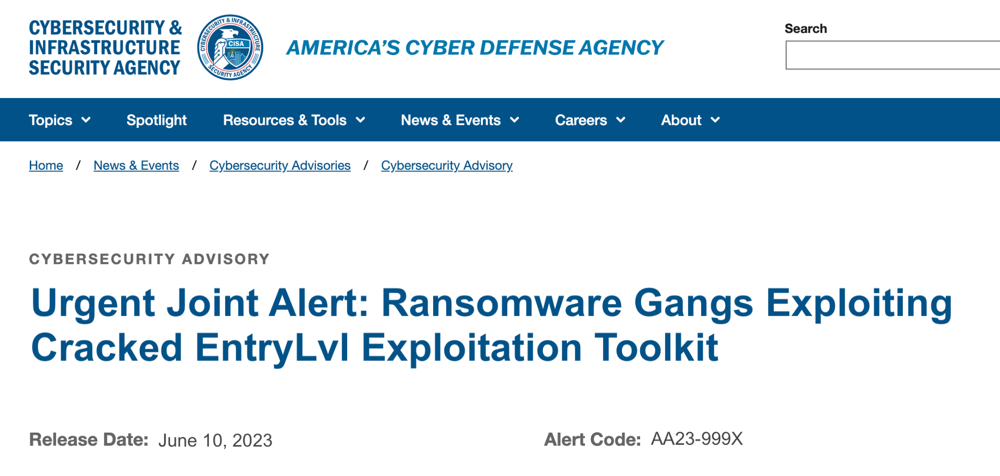 CYBERSECURITY &
INFRASTRUCTURE
SECURITY AGENCY
CYBERSECURITY & INFRASTRUCTURE
CISA
SECURITY AGENCY
AMERICA'S CYBER DEFENSE AGENCY
Search
Topics
Spotlight
Resources & Tools
News & Events
Careers
About
Home / News & Events / Cybersecurity Advisories / Cybersecurity Advisory
CYBERSECURITY ADVISORY
Urgent Joint Alert: Ransomware Gangs Exploiting
Cracked EntryLvl Exploitation Toolkit
Release Date: June 10, 2023
Alert Code: AA23-999X